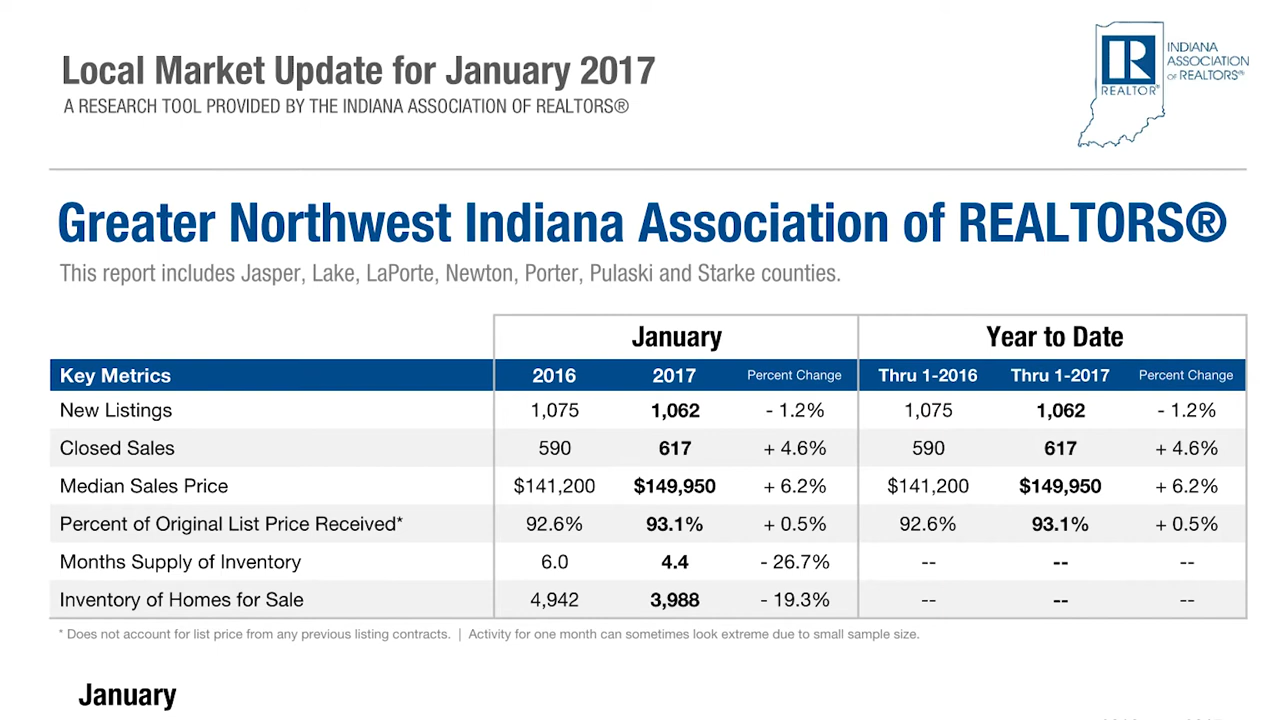 Local Market Update for January 2017
A RESEARCH TOOL PROVIDED BY THE INDIANA ASSOCIATION OF REALTORS®
R
REALTOR®
INDIANA
ASSOCIATION
OF REALTORS®
Greater Northwest Indiana Association of REALTORS®
This report includes Jasper, Lake, LaPorte, Newton, Porter, Pulaski and Starke counties.
January Year to Date
Key Metrics 2016 2017 Percent Change Thru 1-2016 Thru 1-2017 Percent Change
New Listings 1,075 1,062 - 1.2% 1,075 1,062 - 1.2%
Closed Sales 590 617 + 4.6% 590 617 + 4.6%
Median Sales Price $141,200 $149,950 + 6.2% $141,200 $149,950 + 6.2%
Percent of Original List Price Received* 92.6% 93.1% + 0.5% 92.6% 93.1% + 0.5%
Months Supply of Inventory 6.0 4.4 - 26.7% -- -- --
Inventory of Homes for Sale 4,942 3,988 - 19.3% -- -- --
* Does not account for list price from any previous listing contracts. | Activity for one month can sometimes look extreme due to small sample size.
January